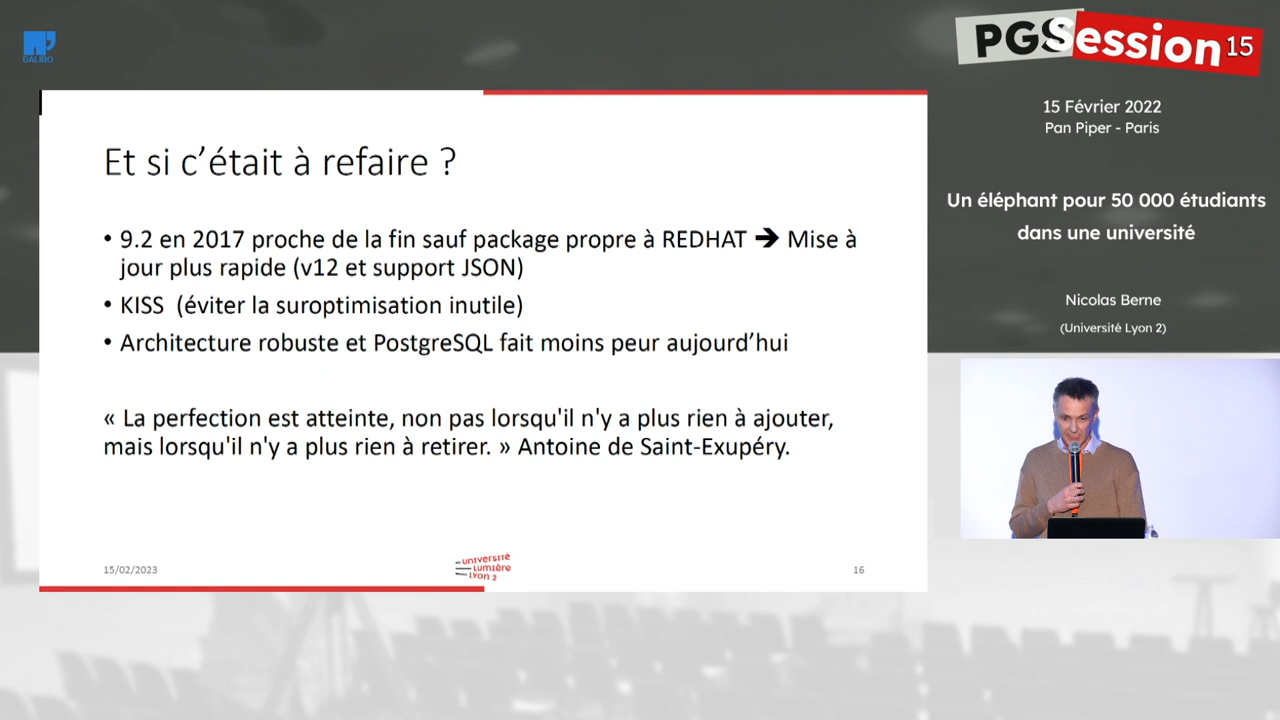 DALIBO
PGSession 15
15 Février 2022
Pan Piper - Paris
Un éléphant pour 50 000 étudiants
dans une université
Nicolas Berne
(Université Lyon 2)
Et si c’était à refaire ?
• 9.2 en 2017 proche de la fin sauf package propre à REDHAT ➔ Mise à
jour plus rapide (v12 et support JSON)
• KISS  (éviter la suroptimisation inutile)
• Architecture robuste et PostgreSQL fait moins peur aujourd’hui
« La perfection est atteinte, non pas lorsqu'il n'y a plus rien à ajouter,
mais lorsqu'il n'y a plus rien à retirer. » Antoine de Saint-Exupéry.
15/02/2023
UNIVERSITÉ
LUMIÈRE
LYON 2
16